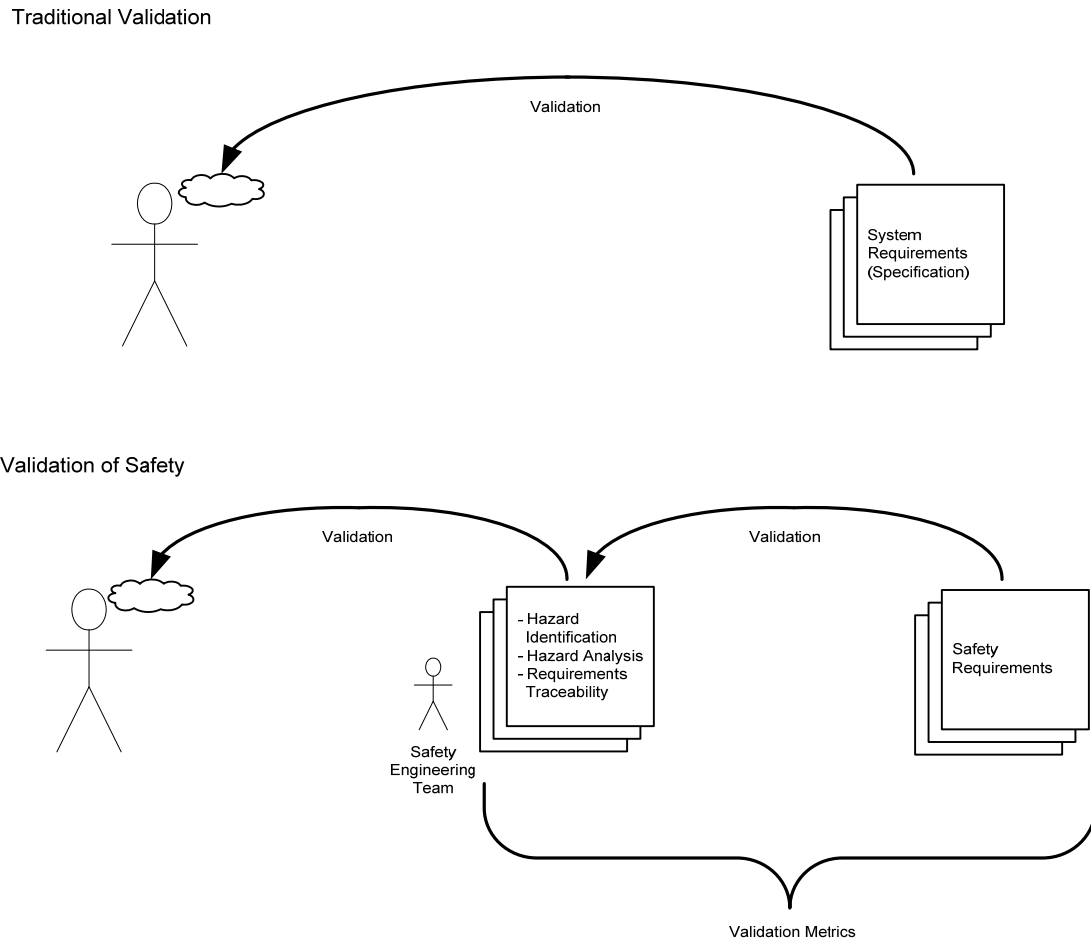 Traditional Validation
Validation
System
Requirements
(Specification)
Validation of Safety
Validation
Validation
- Hazard
Identification
- Hazard Analysis
- Requirements
Traceability
Safety
Requirements
Safety
Engineering
Team
Validation Metrics